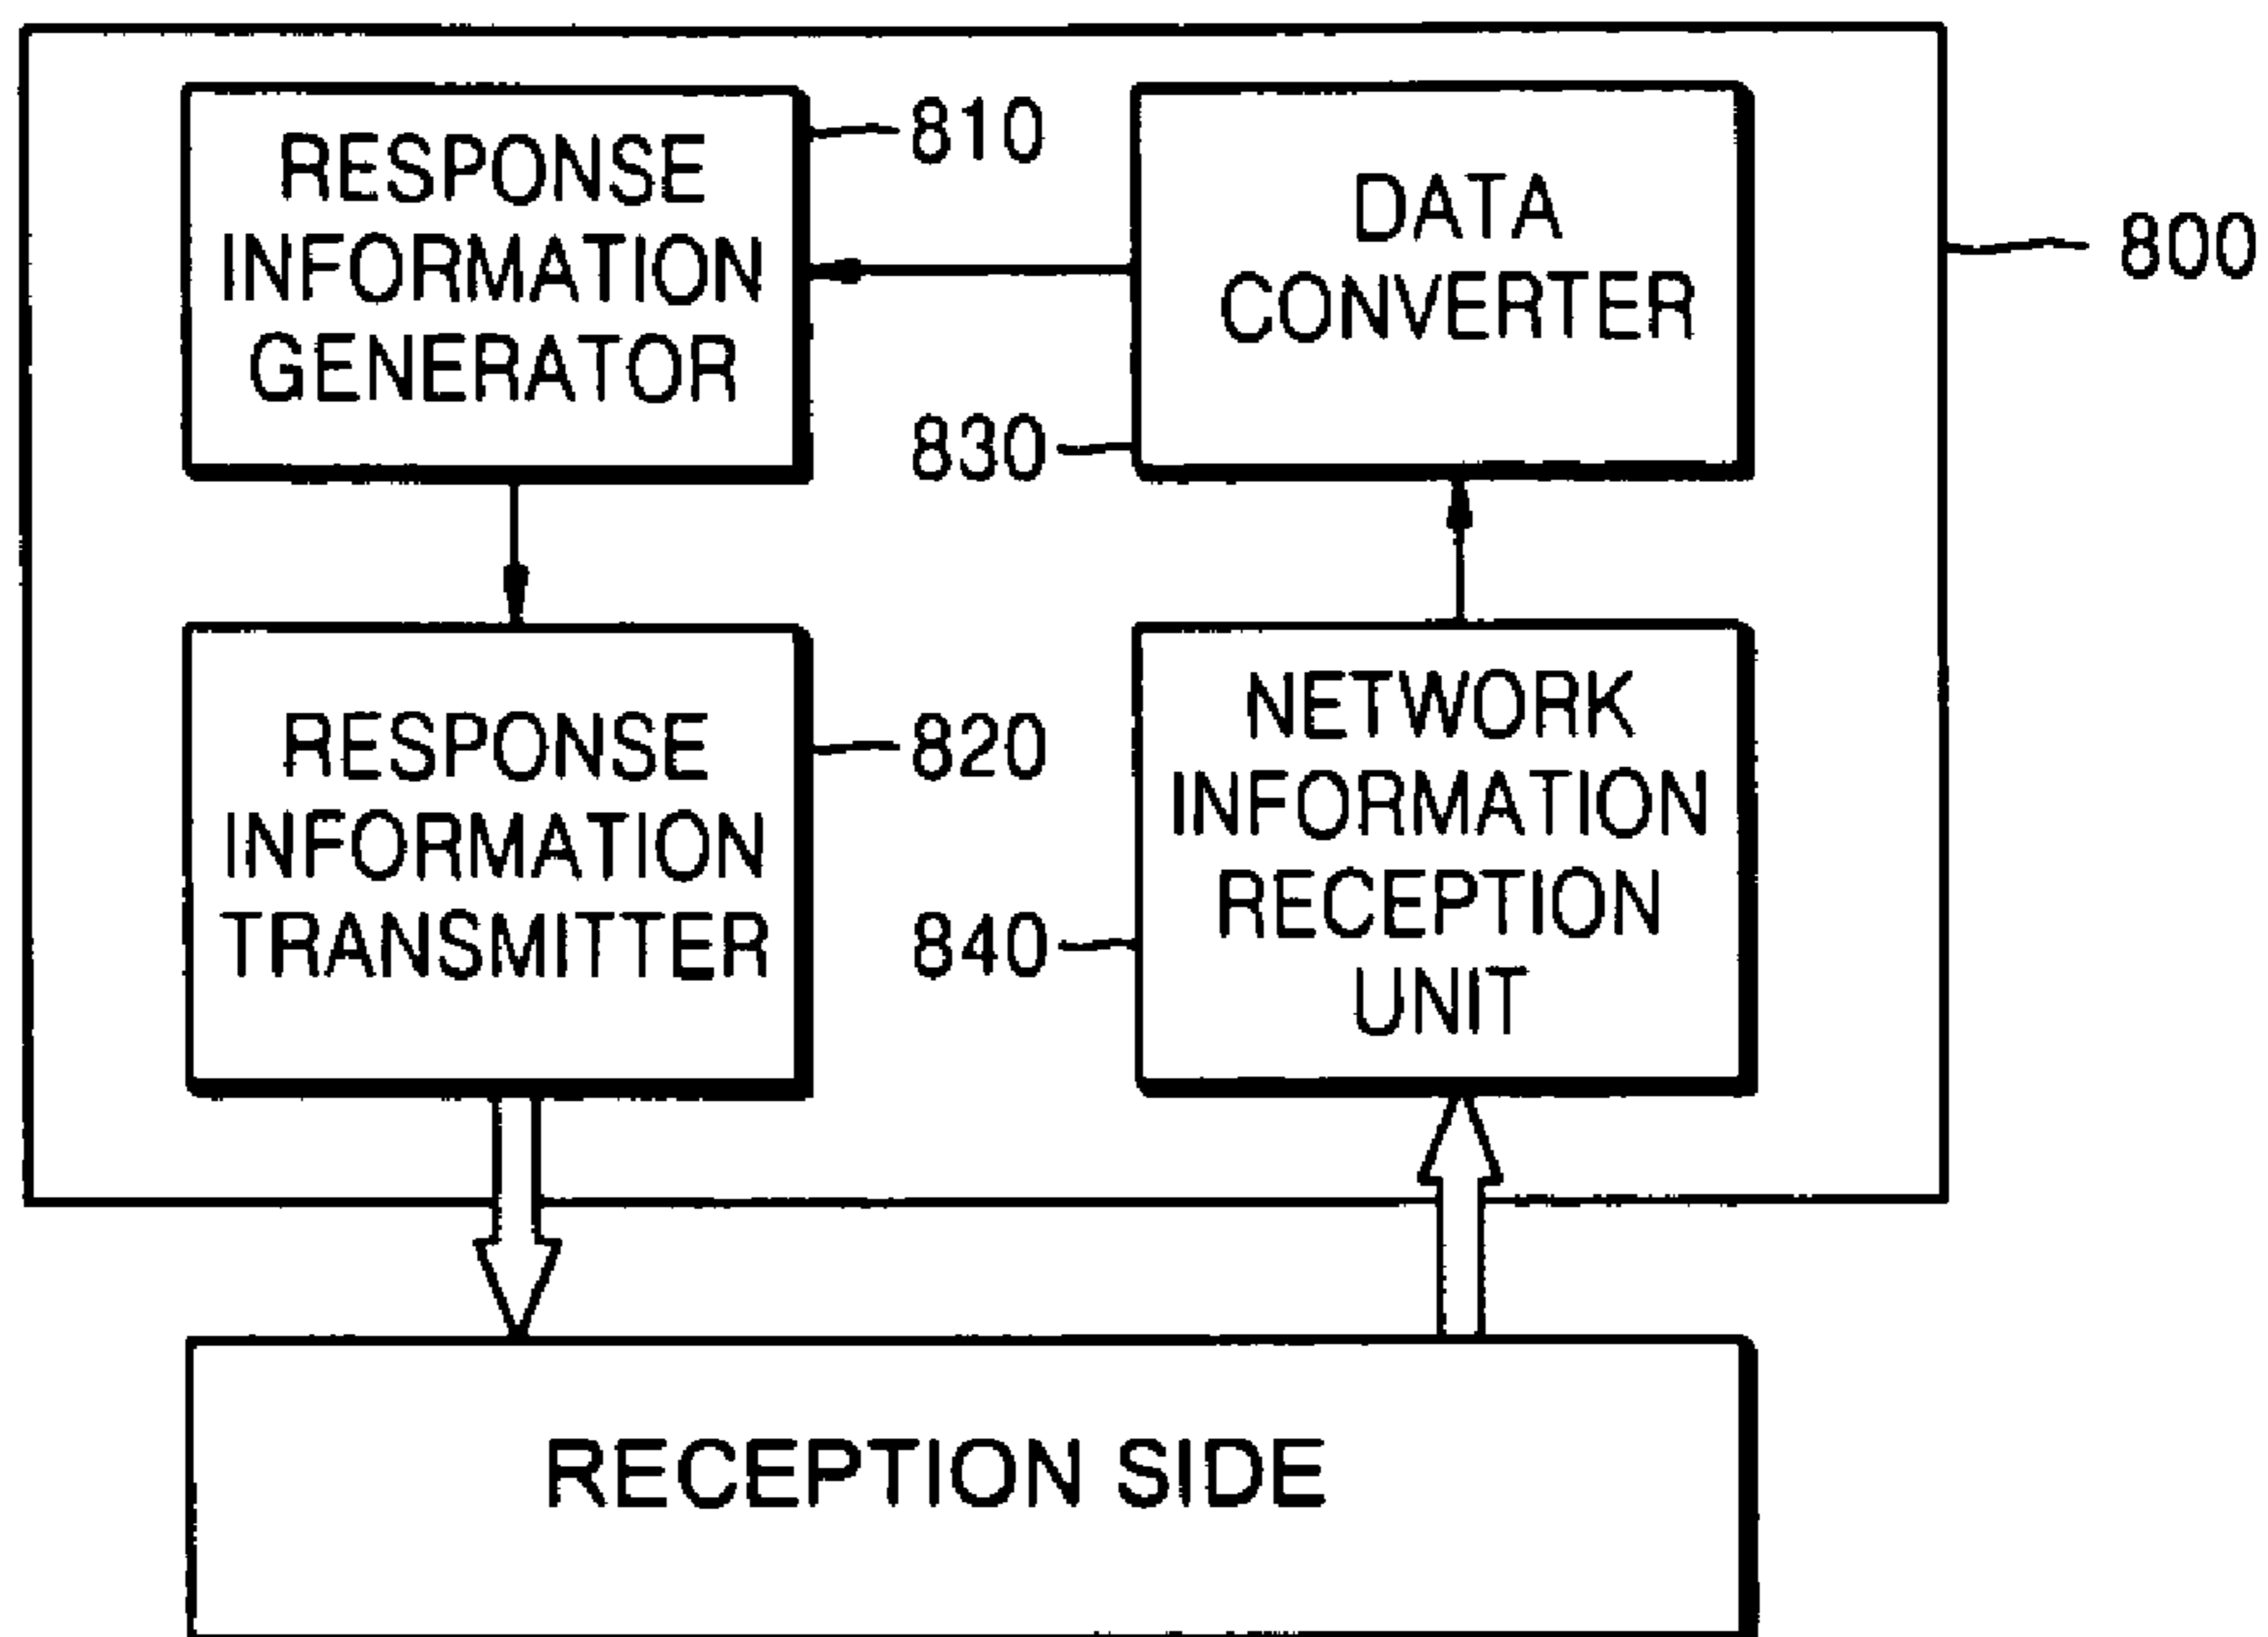 RESPONSE
INFORMATION
GENERATOR
810
DATA
CONVERTER
830
800
RESPONSE
INFORMATION
TRANSMITTER
820
NETWORK
INFORMATION
RECEPTION
UNIT
840
RECEPTION SIDE